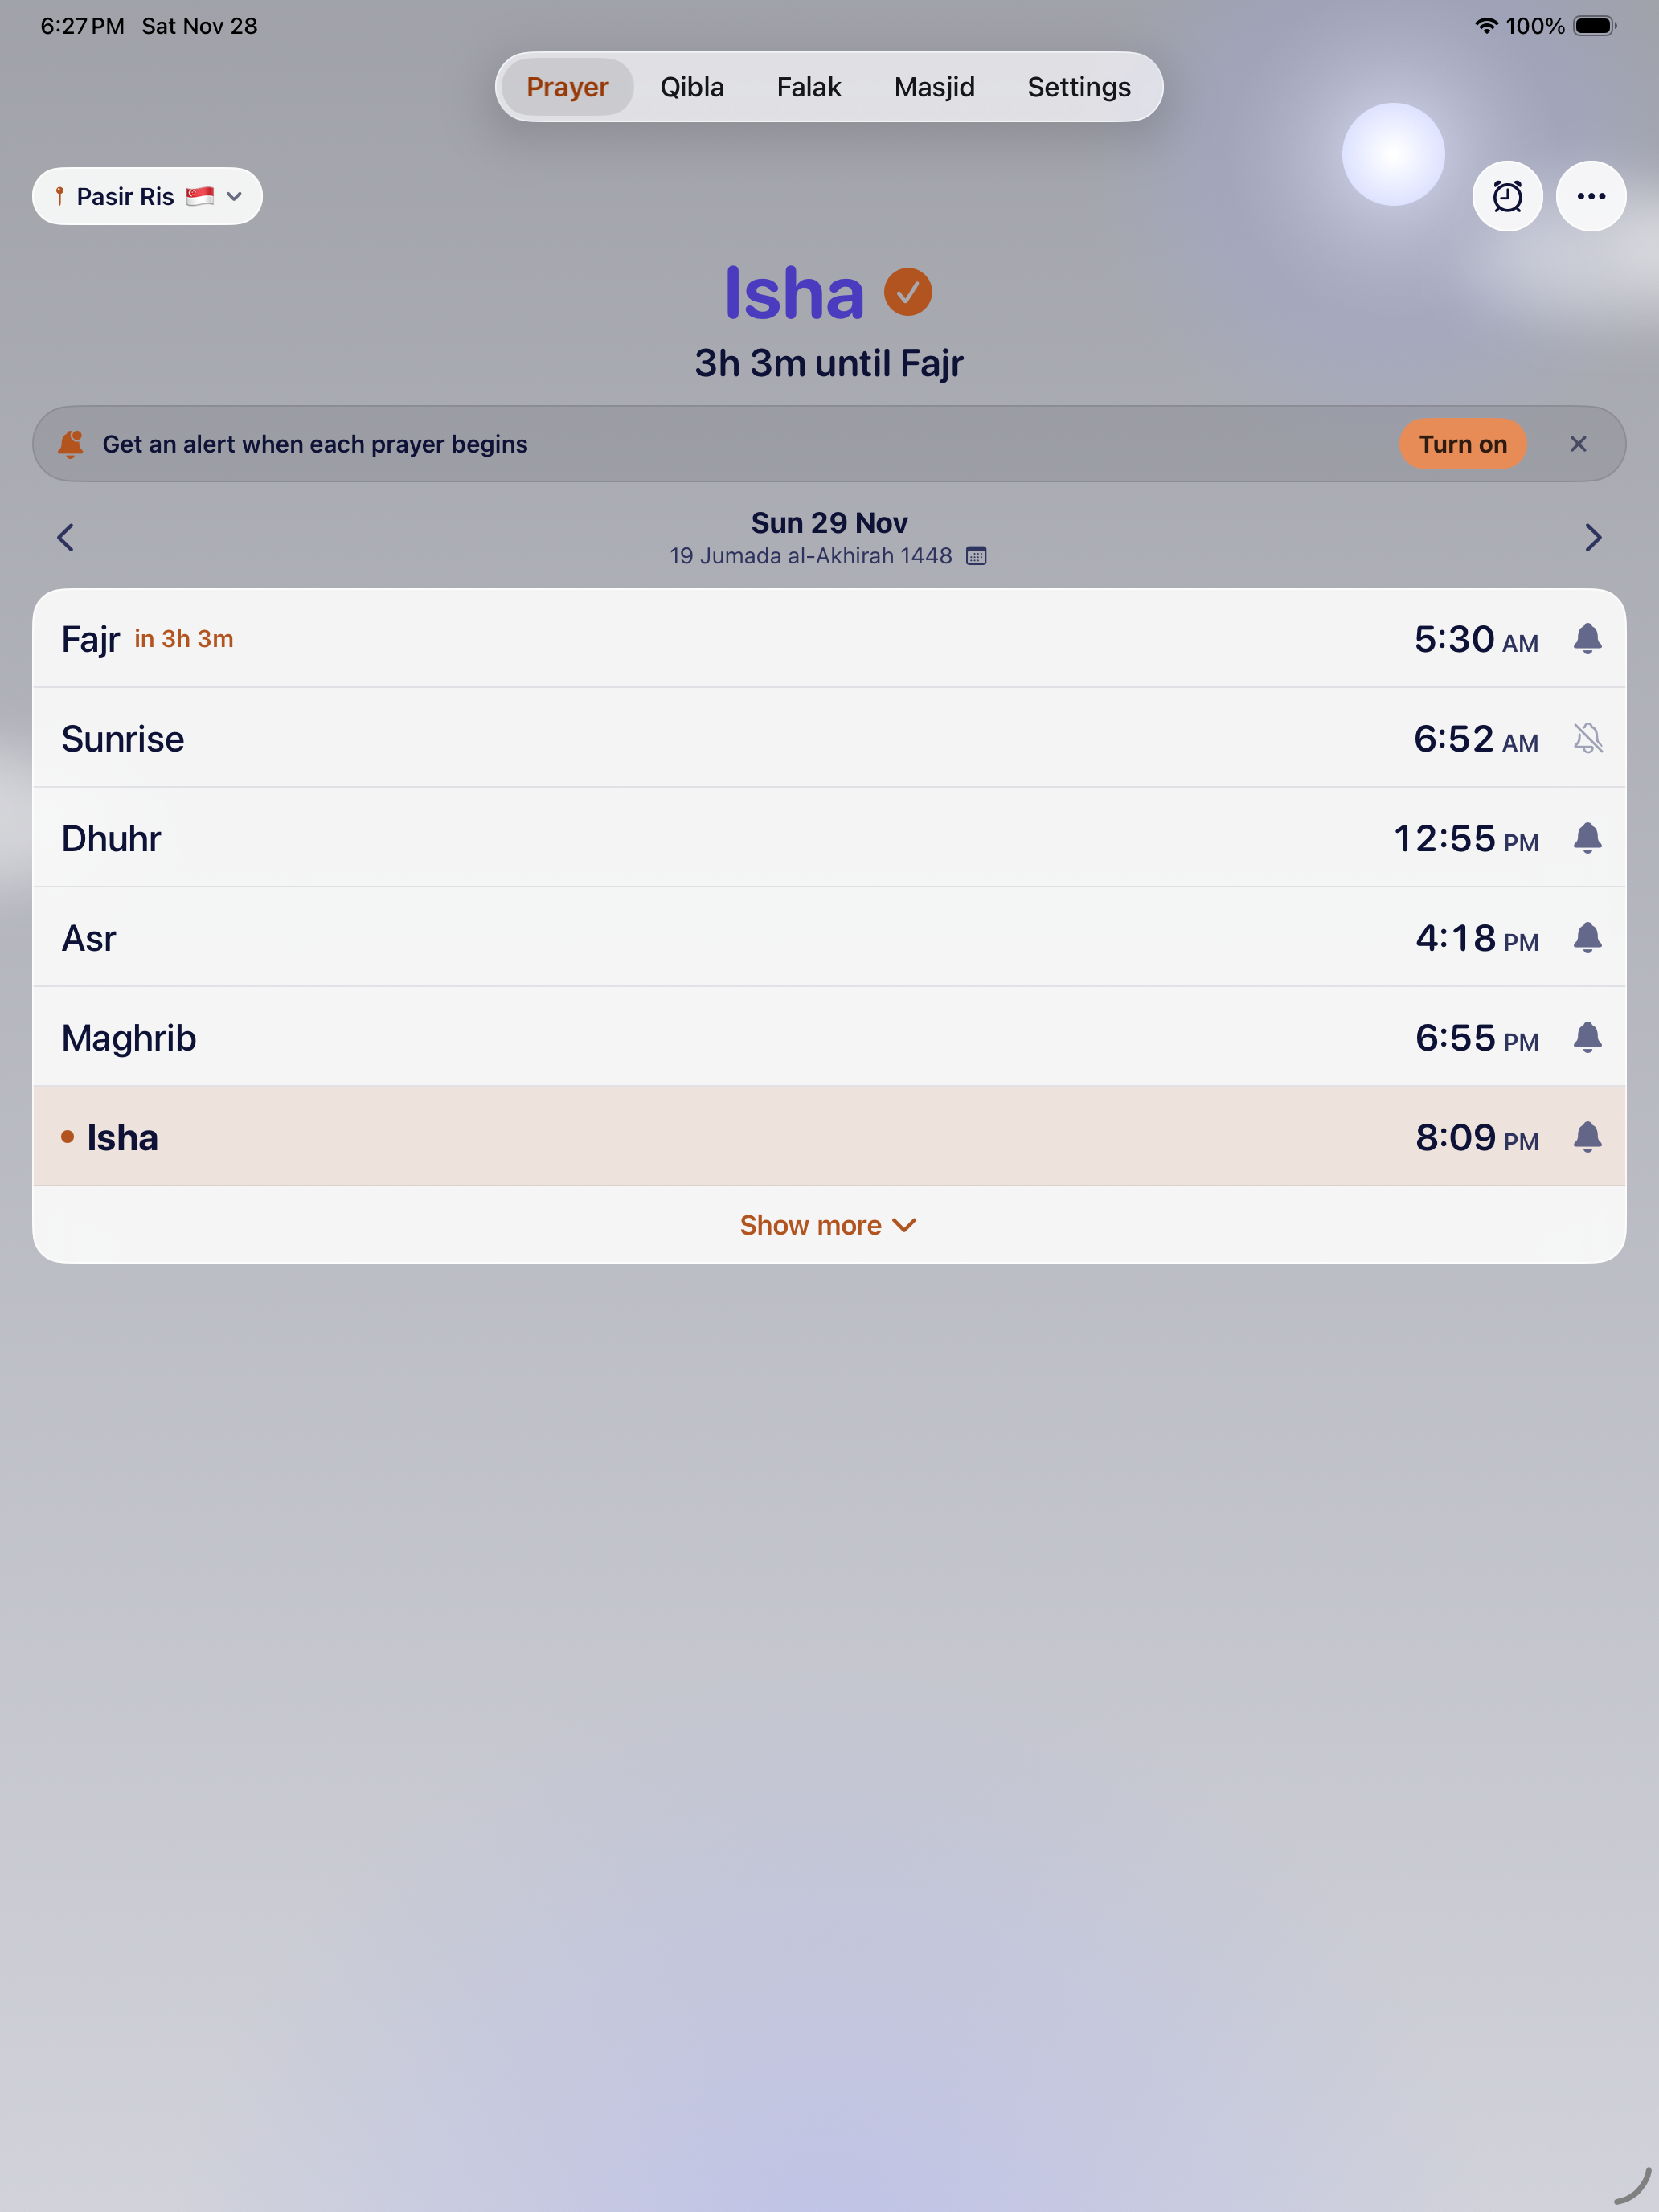 6:27 PM Sat Nov 28 100%
Prayer Qibla Falak Masjid Settings
Pasir Ris 🇸🇬
Isha
3h 3m until Fajr
Get an alert when each prayer begins Turn on
Sun 29 Nov
19 Jumada al-Akhirah 1448
Fajr in 3h 3m 5:30 AM
Sunrise 6:52 AM
Dhuhr 12:55 PM
Asr 4:18 PM
Maghrib 6:55 PM
Isha 8:09 PM
Show more